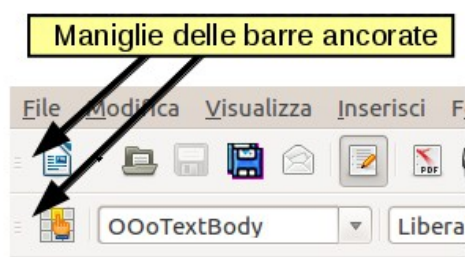 Maniglie delle barre ancorate
File Modifica Visualizza Inserisci F
PDF
OOoTextBody Libera